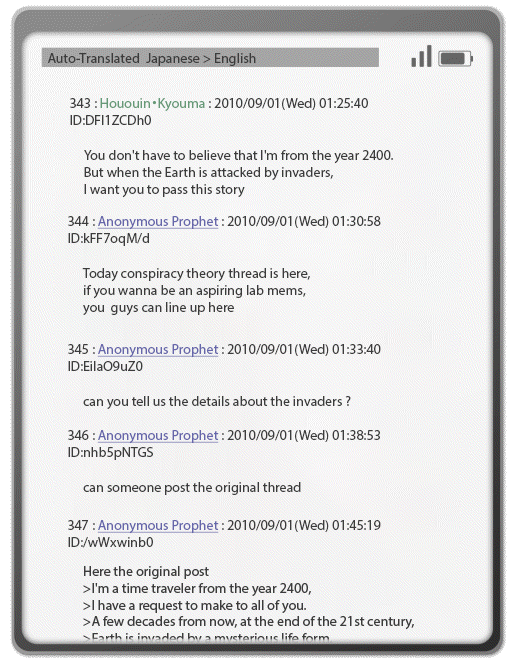 Auto-Translated Japanese > English
343 : Hououin・Kyouma : 2010/09/01(Wed) 01:25:40
ID:DFI1ZCDh0
You don't have to believe that I'm from the year 2400.
But when the Earth is attacked by invaders,
I want you to pass this story
344 : Anonymous Prophet : 2010/09/01(Wed) 01:30:58
ID:kFF7oqM/d
Today conspiracy theory thread is here,
if you wanna be an aspiring lab mems,
you guys can line up here
345 : Anonymous Prophet : 2010/09/01(Wed) 01:33:40
ID:EilaO9uZ0
can you tell us the details about the invaders ?
346 : Anonymous Prophet : 2010/09/01(Wed) 01:38:53
ID:nhb5pNTGS
can someone post the original thread
347 : Anonymous Prophet : 2010/09/01(Wed) 01:45:19
ID:/wWxwinb0
Here the original post
>I'm a time traveler from the year 2400,
>I have a request to make to all of you.
>A few decades from now, at the end of the 21st century,
>Earth is invaded by a mysterious life form